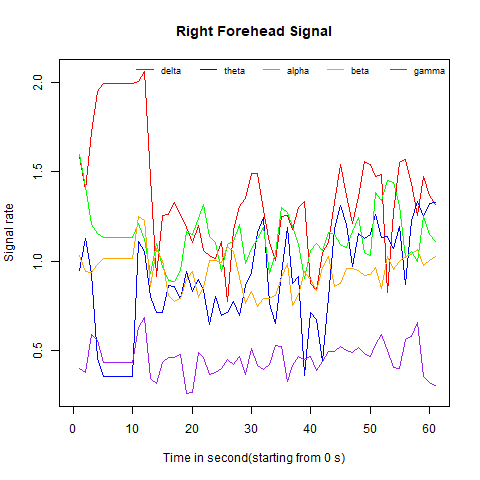 Right Forehead Signal
delta theta alpha beta gamma
2.0
1.5
1.0
0.5
Signal rate
0 10 20 30 40 50 60
Time in second(starting from 0 s)